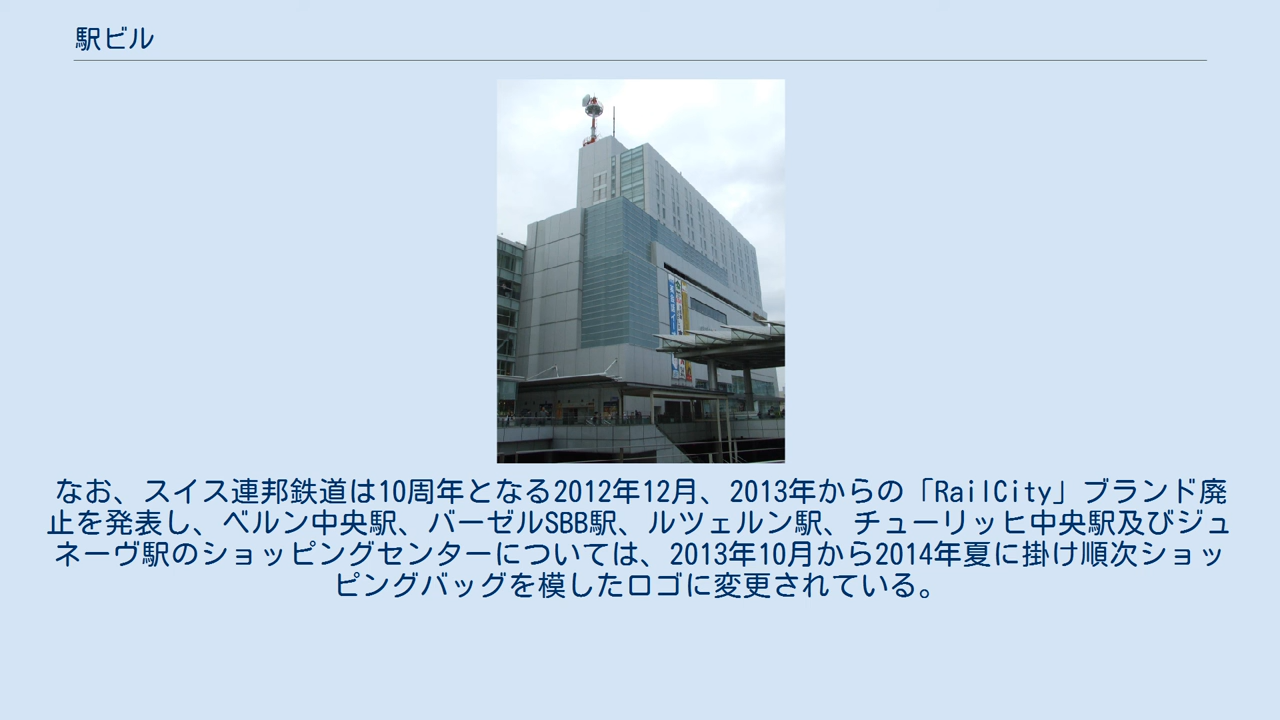 駅ビル
なお、スイス連邦鉄道は10周年となる2012年12月、2013年からの「RailCity」ブランド廃
止を発表し、ベルン中央駅、バーゼルSBB駅、ルツェルン駅、チューリッヒ中央駅及びジュ
ネーヴ駅のショッピングセンターについては、2013年10月から2014年夏に掛け順次ショッ
ピングバッグを模したロゴに変更されている。